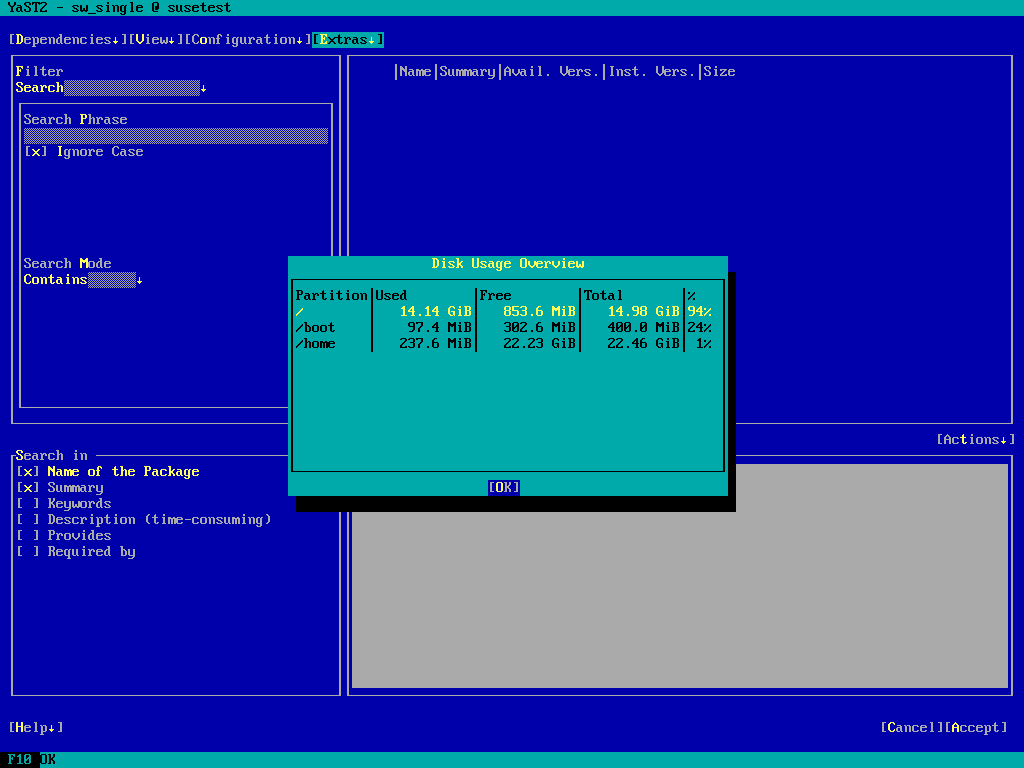 YaST2 - sw_single @ susetest
[Dependencies↓][View↓][Configuration↓][Extras↓]
Filter
Search↓
Search Phrase
[x] Ignore Case
Search Mode
Contains↓
|Name|Summary|Avail. Vers.|Inst. Vers.|Size
Disk Usage Overview
Partition|Used|Free|Total|%
/ 14.14 GiB 853.6 MiB 14.98 GiB 94%
/boot 97.4 MiB 302.6 MiB 400.0 MiB 24%
/home 237.6 MiB 22.23 GiB 22.46 GiB 1%
[OK]
[Actions↓]
Search in
[x] Name of the Package
[x] Summary
[ ] Keywords
[ ] Description (time-consuming)
[ ] Provides
[ ] Required by
[Help↓] [Cancel][Accept]
F10 OK